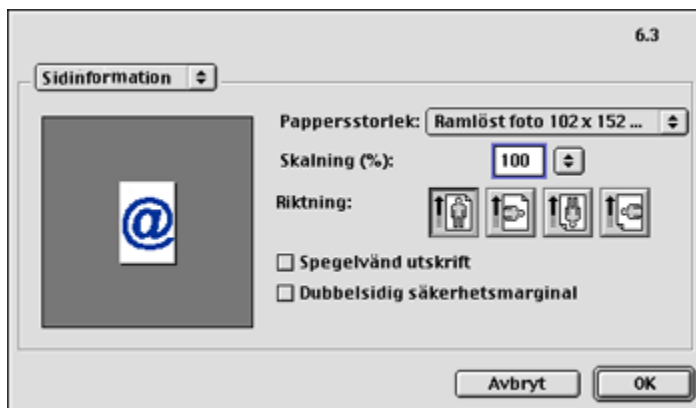 6.3
Sidinformation
Pappersstorlek: Ramlöst foto 102 x 152 ...
Skalning (%): 100
@
Riktning:
Spegelvänd utskrift
Dubbelsidig säkerhetsmarginal
Avbryt OK